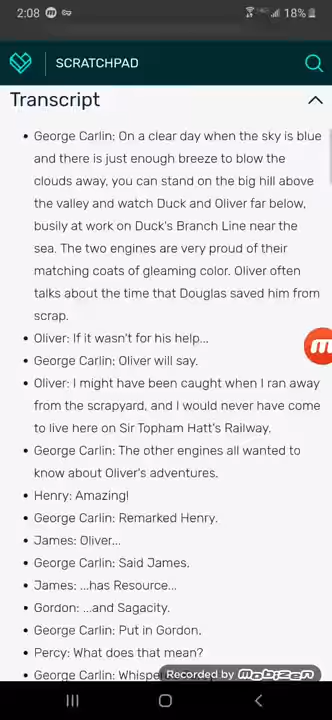 2:08 18%
SCRATCHPAD
Transcript
• George Carlin: On a clear day when the sky is blue
and there is just enough breeze to blow the
clouds away, you can stand on the big hill above
the valley and watch Duck and Oliver far below,
busily at work on Duck's Branch Line near the
sea. The two engines are very proud of their
matching coats of gleaming color. Oliver often
talks about the time that Douglas saved him from
scrap.
• Oliver: If it wasn't for his help...
• George Carlin: Oliver will say.
• Oliver: I might have been caught when I ran away
from the scrapyard, and I would never have come
to live here on Sir Topham Hatt's Railway.
• George Carlin: The other engines all wanted to
know about Oliver's adventures.
• Henry: Amazing!
• George Carlin: Remarked Henry.
• James: Oliver...
• George Carlin: Said James.
• James: ...has Resource...
• Gordon: ...and Sagacity.
• George Carlin: Put in Gordon.
• Percy: What does that mean?
• George Carlin: Whispe
Recorded by MOBIZEN